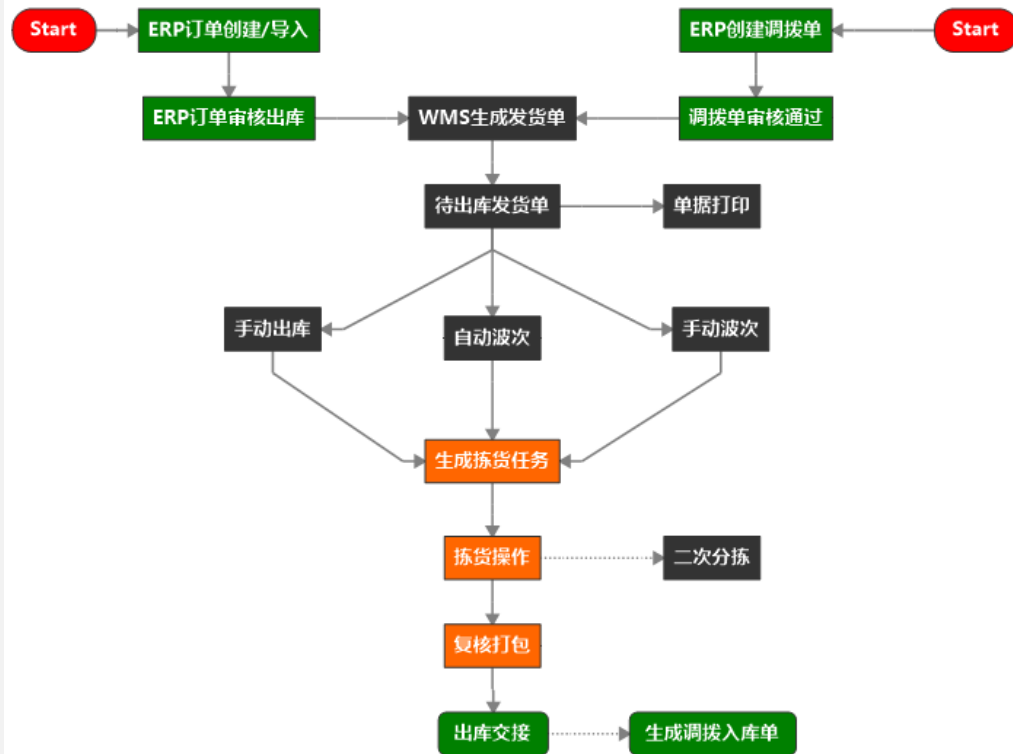 Start
ERP订单创建/导入
ERP创建调拨单
Start
ERP订单审核出库
WMS生成发货单
调拨单审核通过
待出库发货单
单据打印
手动出库
自动波次
手动波次
生成拣货任务
拣货操作
二次分拣
复核打包
出库交接
生成调拨入库单